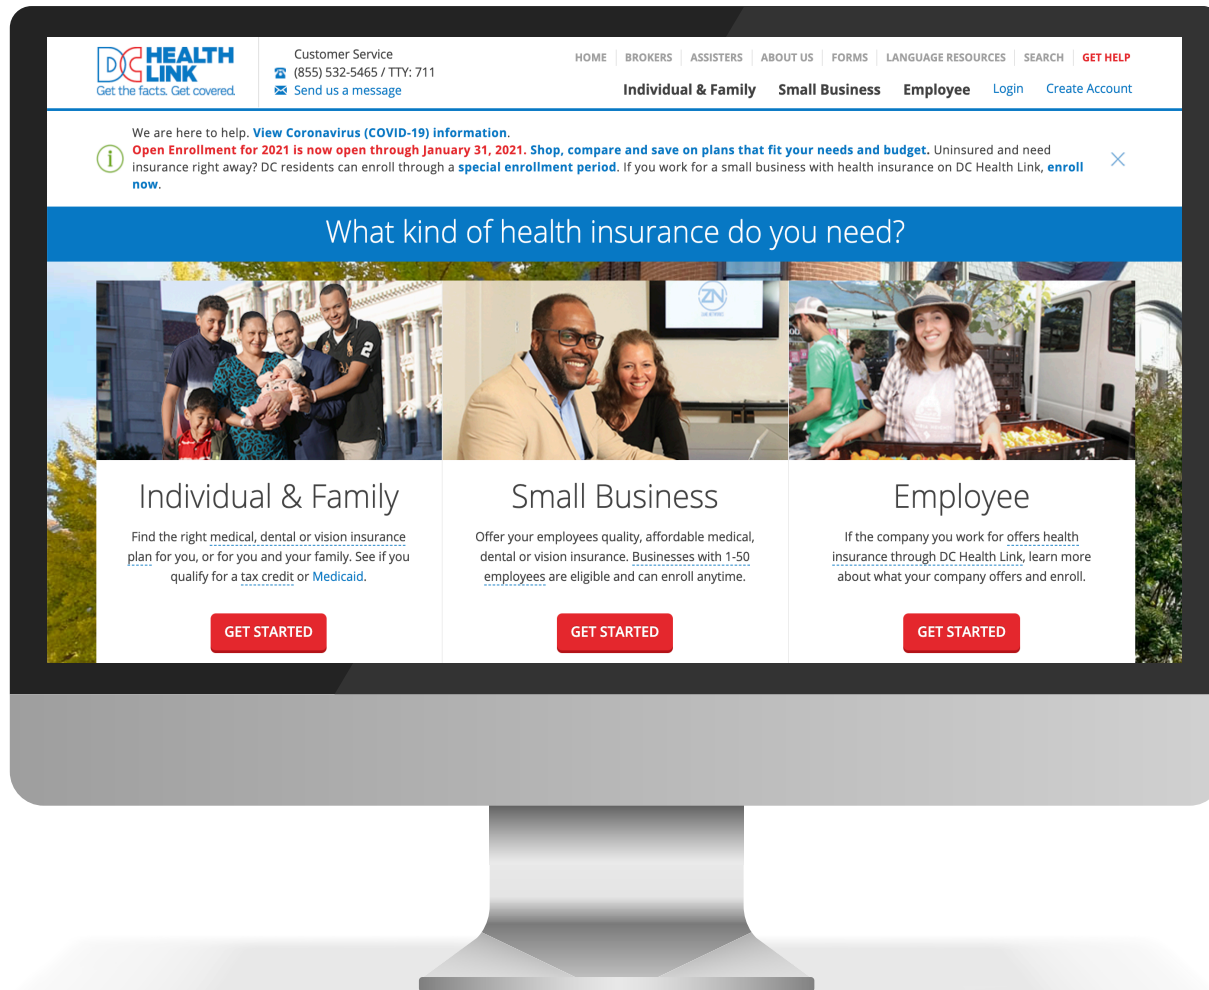 DC HEALTH LINK
Get the facts. Get covered.
Customer Service
(855) 532-5465 / TTY: 711
Send us a message
HOME BROKERS ASSISTERS ABOUT US FORMS LANGUAGE RESOURCES SEARCH GET HELP
Individual & Family Small Business Employee Login Create Account
We are here to help. View Coronavirus (COVID-19) information.
Open Enrollment for 2021 is now open through January 31, 2021. Shop, compare and save on plans that fit your needs and budget. Uninsured and need
insurance right away? DC residents can enroll through a special enrollment period. If you work for a small business with health insurance on DC Health Link, enroll
now.
What kind of health insurance do you need?
2
ZN
Individual & Family
Find the right medical, dental or vision insurance
plan for you, or for you and your family. See if you
qualify for a tax credit or Medicaid.
GET STARTED
Small Business
Offer your employees quality, affordable medical,
dental or vision insurance. Businesses with 1-50
employees are eligible and can enroll anytime.
GET STARTED
Employee
If the company you work for offers health
insurance through DC Health Link, learn more
about what your company offers and enroll.
GET STARTED